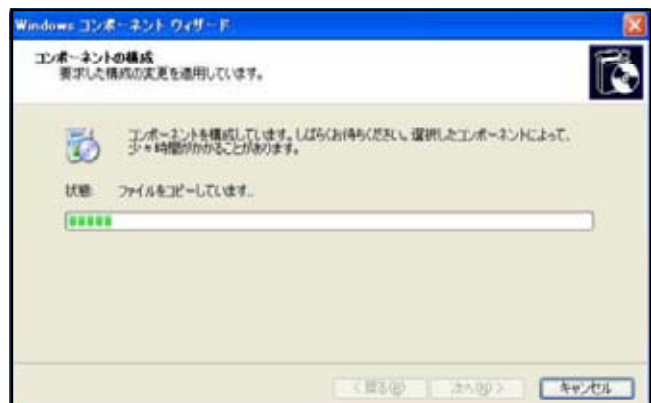 Windows コンポーネント ウィザード
コンポーネントの構成
要求した構成の変更を適用しています。
コンポーネントを構成しています。しばらくお待ちください。選択したコンポーネントによって、
少々時間がかかることがあります。
状態: ファイルをコピーしています...
< 戻る(B) 次へ(N) > キャンセル